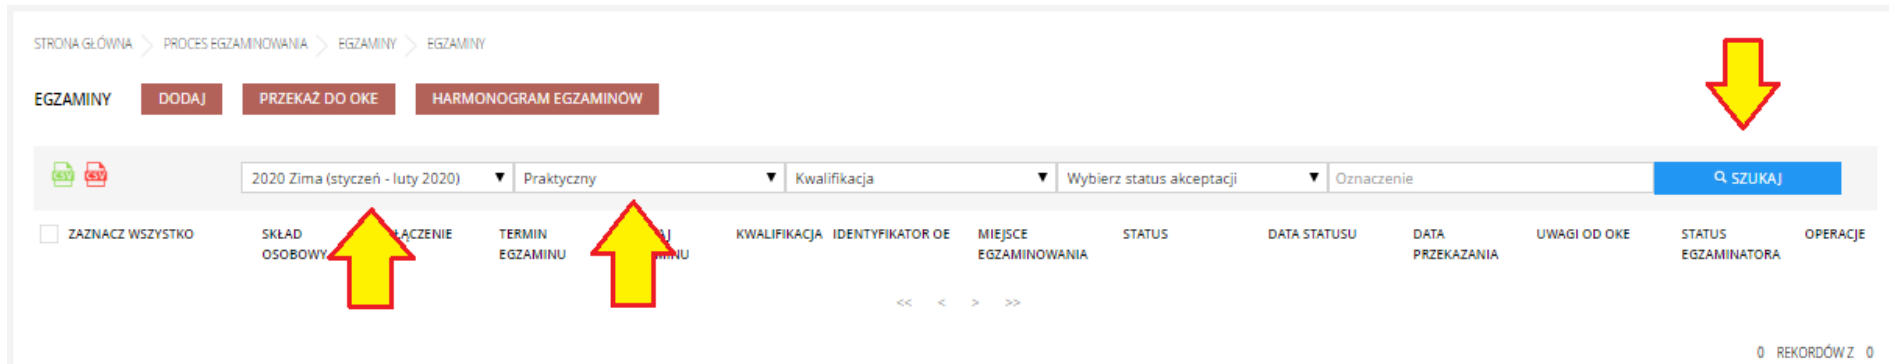 STRONA GŁÓWNA PROCES EGZAMINOWANIA EGZAMINY EGZAMINY
EGZAMINY DODAJ PRZEKAŻ DO OKE HARMONOGRAM EGZAMINÓW
CSV CSV 2020 Zima (styczeń - luty 2020) Praktyczny Kwalifikacja Wybierz status akceptacji Oznaczenie SZUKAJ
ZAZNACZ WSZYSTKO SKŁAD TERMIN KWALIFIKACJA IDENTYFIKATOR OE MIEJSCE STATUS DATA STATUSU DATA UWAGI OD OKE STATUS OPERACJE
OSOBOWY EGZAMINU EGZAMINOWANIA PRZEKAZANIA EGZAMINATORA
<< < > >>
0 REKORDÓW Z 0